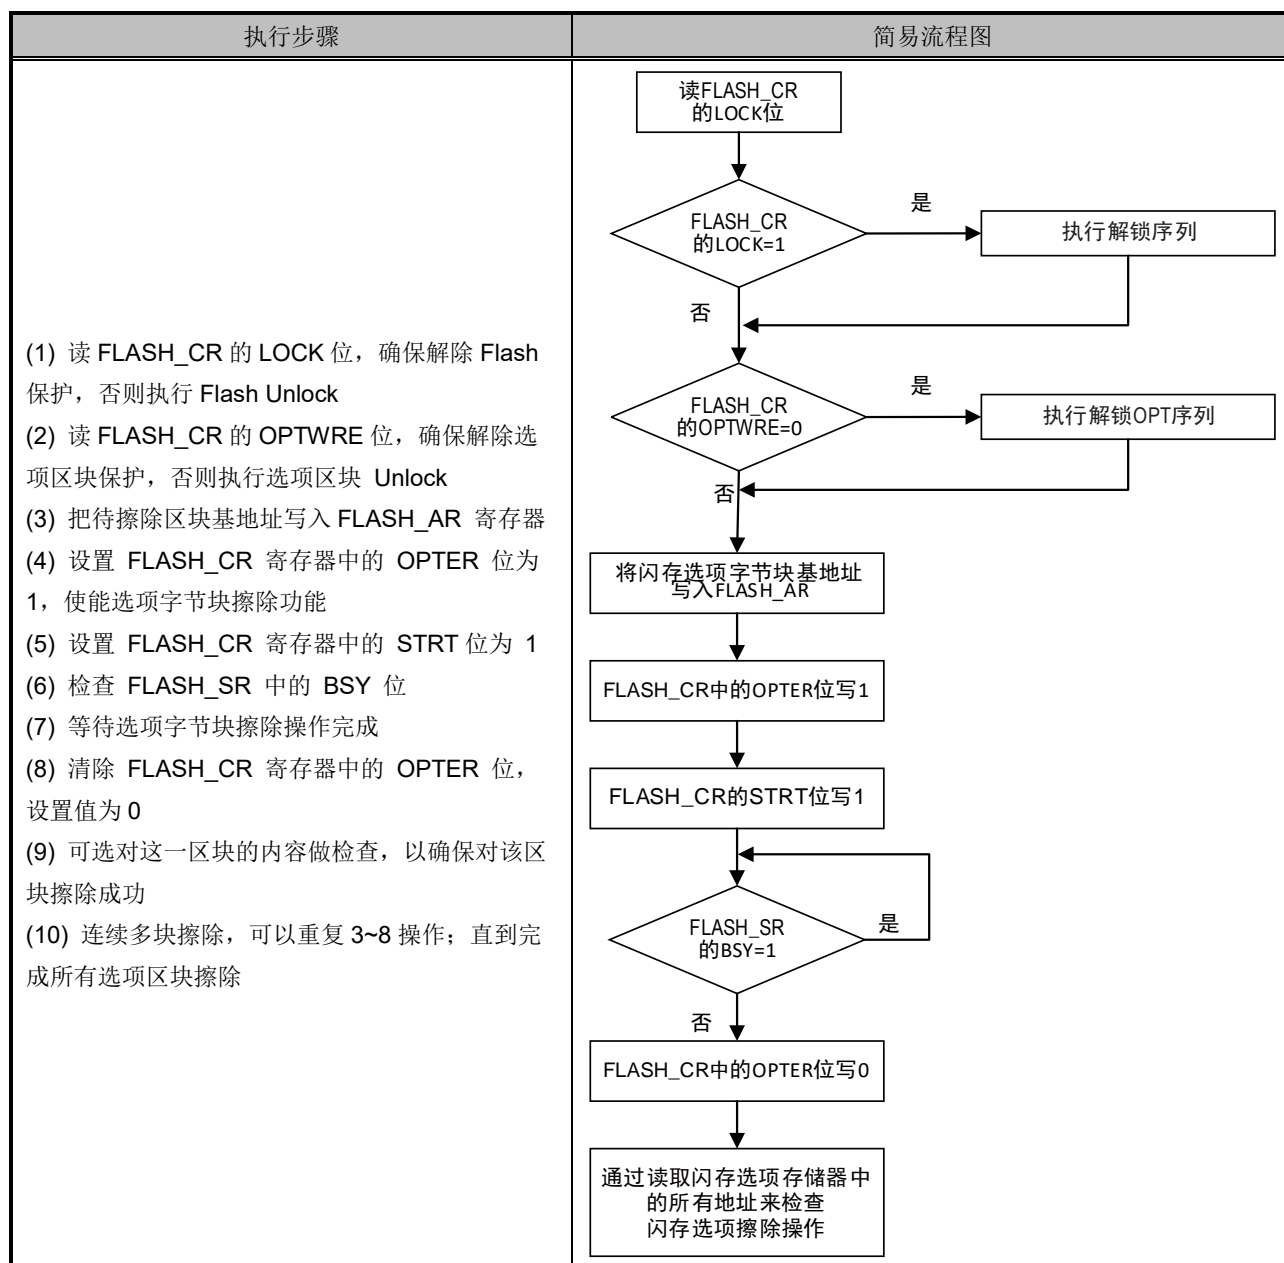 执行步骤
简易流程图
(1) 读 FLASH_CR 的 LOCK 位，确保解除 Flash
保护，否则执行 Flash Unlock
(2) 读 FLASH_CR 的 OPTWRE 位，确保解除选
项区块保护，否则执行选项区块 Unlock
(3) 把待擦除区块基地址写入 FLASH_AR 寄存器
(4) 设置 FLASH_CR 寄存器中的 OPTER 位为
1，使能选项字节块擦除功能
(5) 设置 FLASH_CR 寄存器中的 STRT 位为 1
(6) 检查 FLASH_SR 中的 BSY 位
(7) 等待选项字节块擦除操作完成
(8) 清除 FLASH_CR 寄存器中的 OPTER 位，
设置值为 0
(9) 可选对这一区块的内容做检查，以确保对该区
块擦除成功
(10) 连续多块擦除，可以重复 3~8 操作；直到完
成所有选项区块擦除
读FLASH_CR
的LOCK位
FLASH_CR
的LOCK=1
是
执行解锁序列
否
FLASH_CR
的OPTWRE=0
是
执行解锁OPT序列
否
将闪存选项字节块基地址
写入FLASH_AR
FLASH_CR中的OPTER位写1
FLASH_CR的STRT位写1
FLASH_SR
的BSY=1
是
否
FLASH_CR中的OPTER位写0
通过读取闪存选项存储器中
的所有地址来检查
闪存选项擦除操作